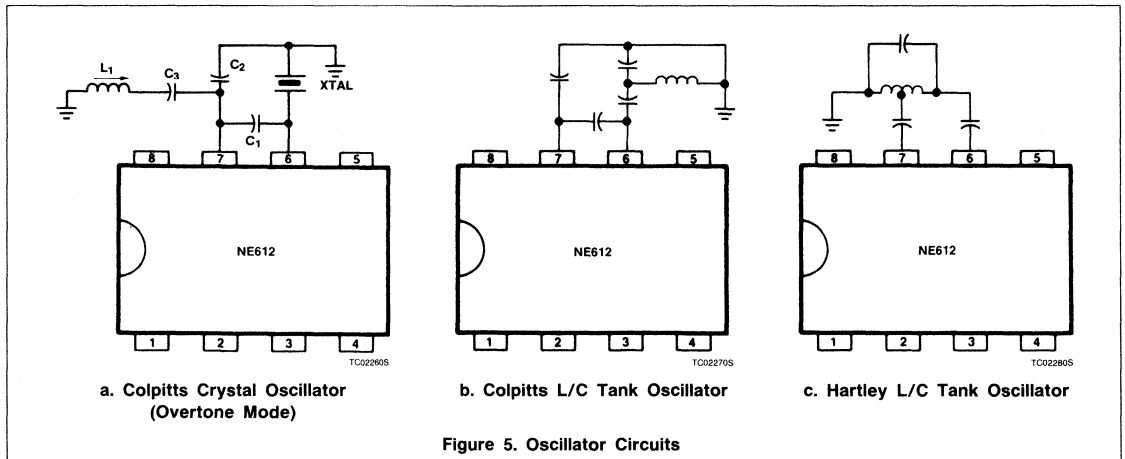 L1
C3
C2
XTAL
C1
8 7 6 5
NE612
1 2 3 4
TC02260S
a. Colpitts Crystal Oscillator
(Overtone Mode)
8 7 6 5
NE612
1 2 3 4
TC02270S
b. Colpitts L/C Tank Oscillator
8 7 6 5
NE612
1 2 3 4
TC02280S
c. Hartley L/C Tank Oscillator
Figure 5. Oscillator Circuits